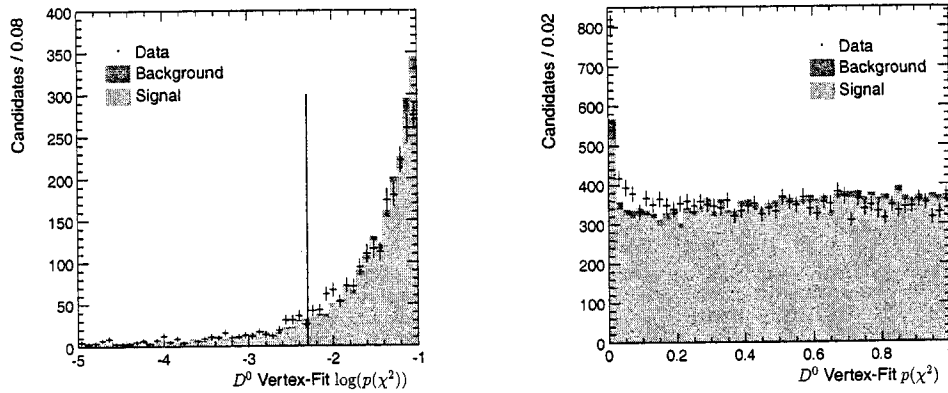 Candidates / 0.08
400
350
300
250
200
150
100
50
0
Data
Background
Signal
-5
-4
-3
-2
-1
D⁰ Vertex-Fit log(p(χ²))
Candidates / 0.02
800
700
600
500
400
300
200
100
0
Data
Background
Signal
0
0.2
0.4
0.6
0.8
D⁰ Vertex-Fit p(χ²)